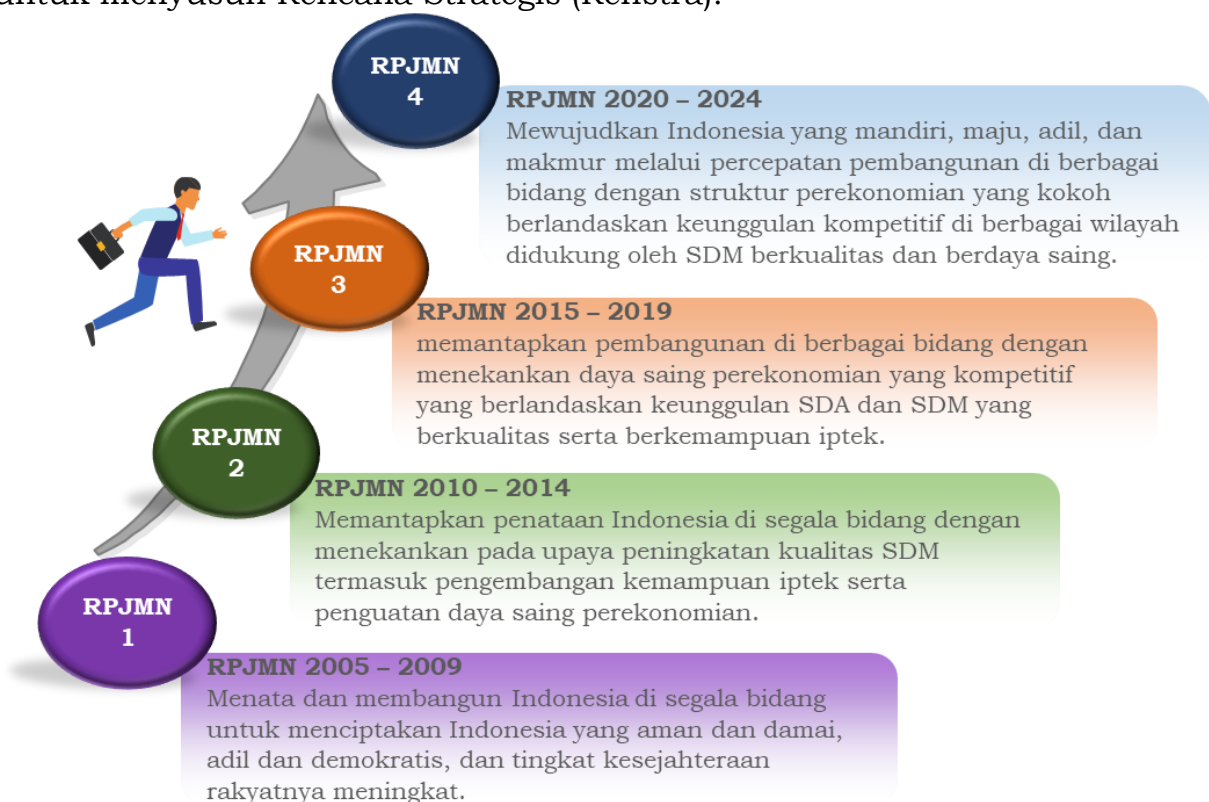 untuk menyusun Rencana Strategis (Renstra).
RPJMN
4
RPJMN 2020 – 2024
Mewujudkan Indonesia yang mandiri, maju, adil, dan
makmur melalui percepatan pembangunan di berbagai
bidang dengan struktur perekonomian yang kokoh
berlandaskan keunggulan kompetitif di berbagai wilayah
didukung oleh SDM berkualitas dan berdaya saing.
RPJMN
3
RPJMN 2015 – 2019
memantapkan pembangunan di berbagai bidang dengan
menekankan daya saing perekonomian yang kompetitif
yang berlandaskan keunggulan SDA dan SDM yang
berkualitas serta berkemampuan iptek.
RPJMN
2
RPJMN 2010 – 2014
Memantapkan penataan Indonesia di segala bidang dengan
menekankan pada upaya peningkatan kualitas SDM
termasuk pengembangan kemampuan iptek serta
penguatan daya saing perekonomian.
RPJMN
1
RPJMN 2005 – 2009
Menata dan membangun Indonesia di segala bidang
untuk menciptakan Indonesia yang aman dan damai,
adil dan demokratis, dan tingkat kesejahteraan
rakyatnya meningkat.